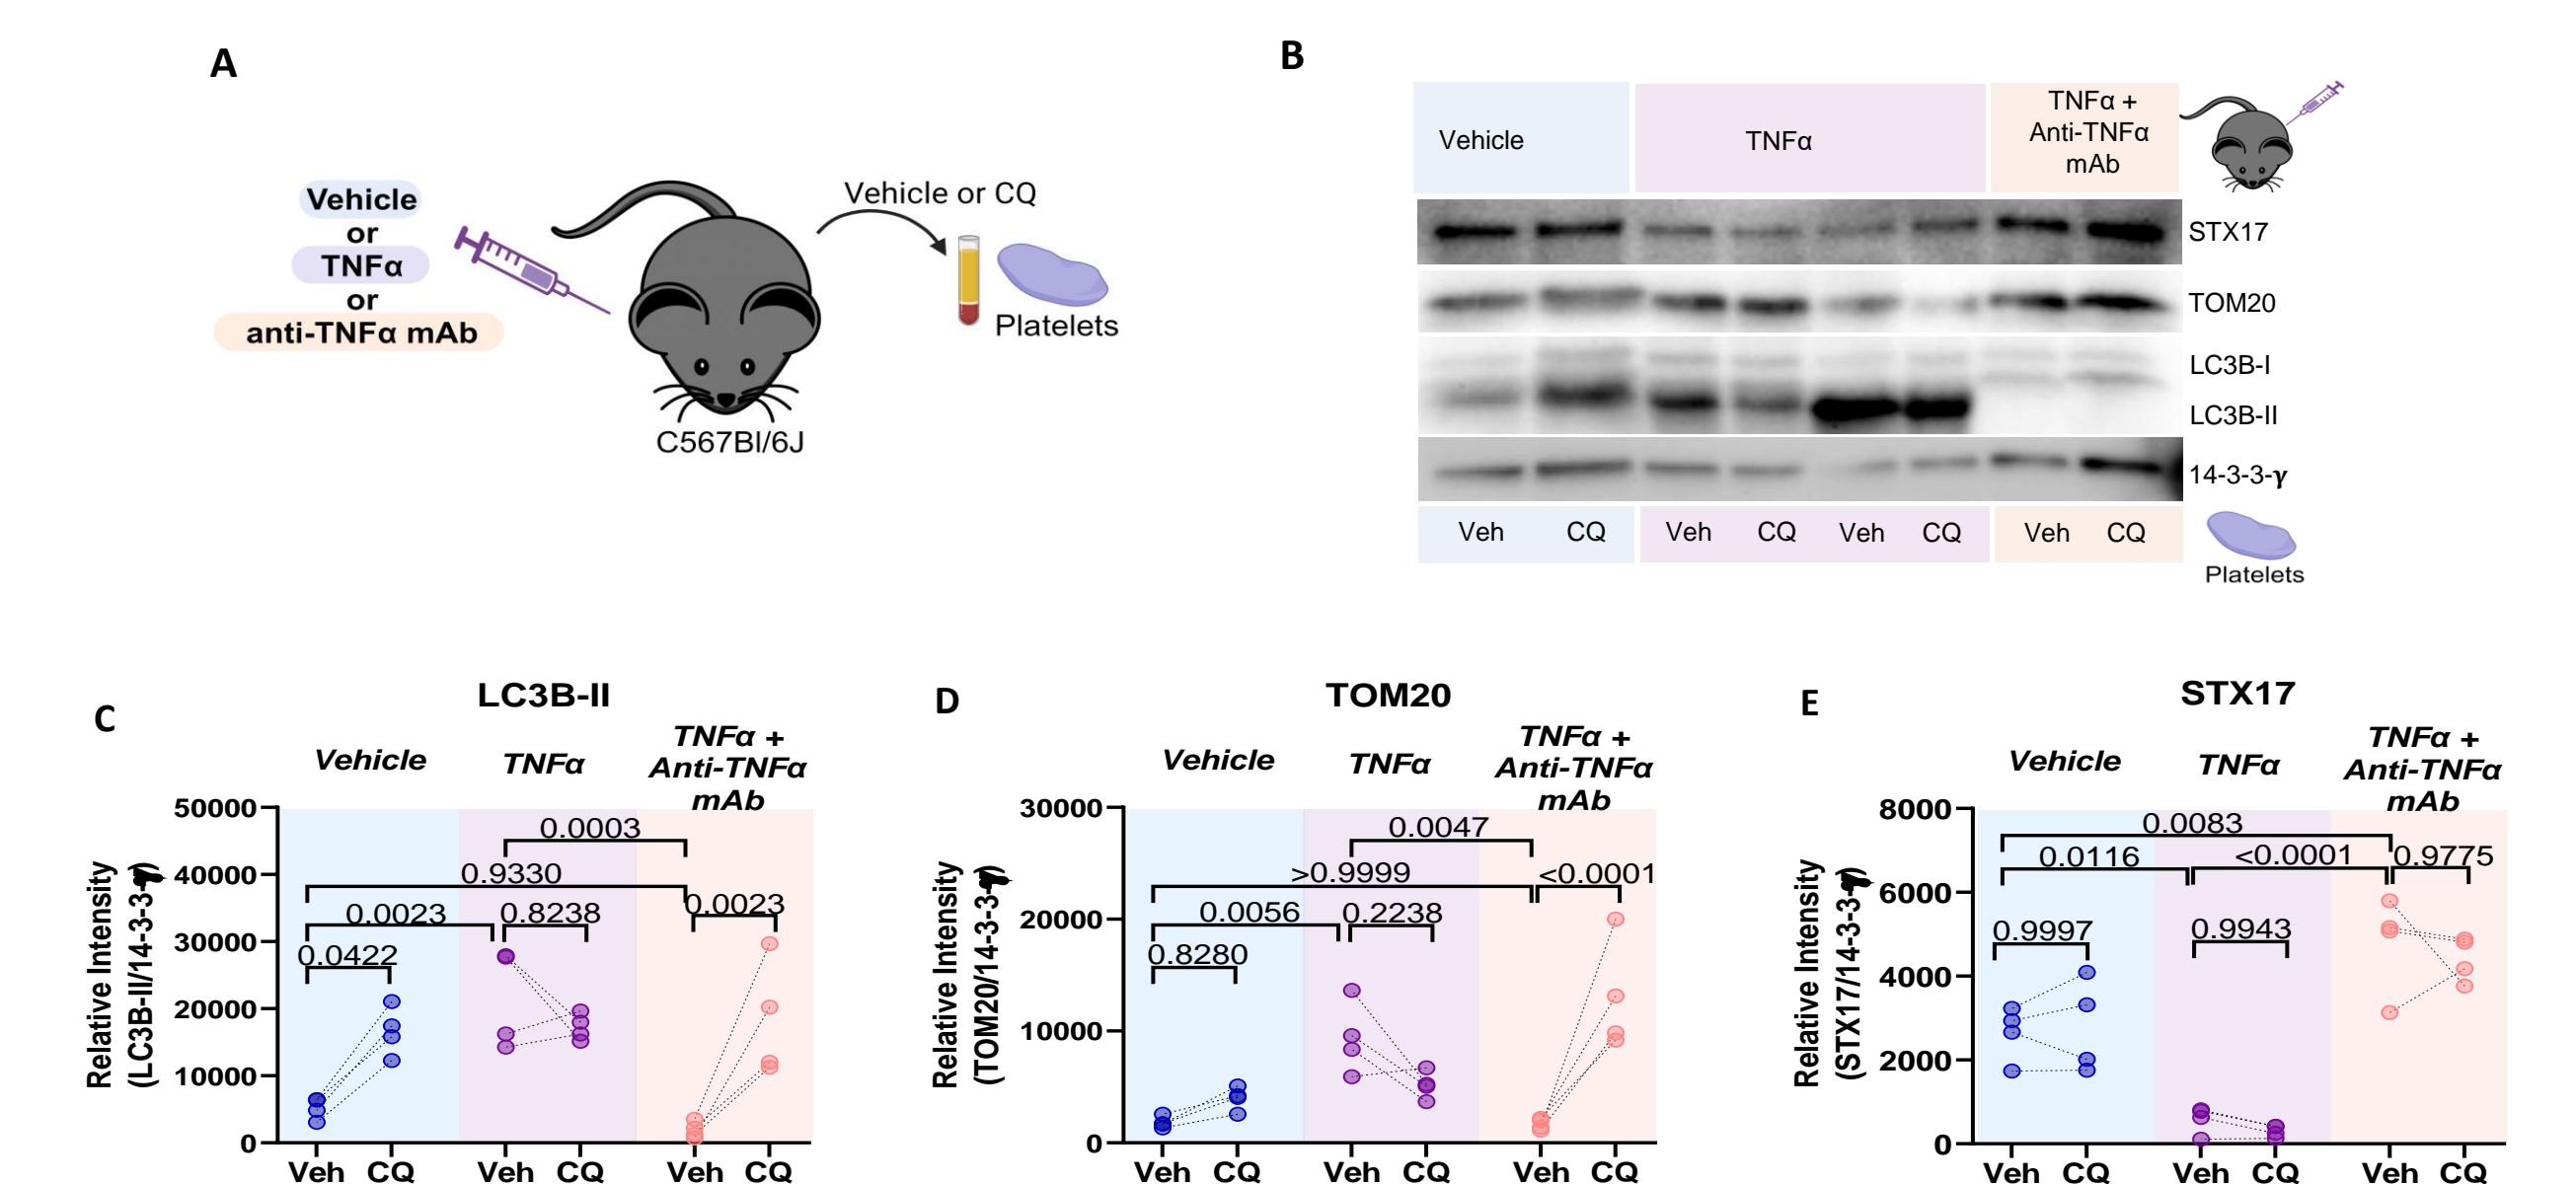 A
Vehicle
or
TNFα
or
anti-TNFα mAb
Vehicle or CQ
Platelets
C567Bl/6J
B
Vehicle
TNFα
TNFα +
Anti-TNFα
mAb
STX17
TOM20
LC3B-I
LC3B-II
14-3-3-γ
Veh CQ Veh CQ Veh CQ Veh CQ
Platelets
C
LC3B-II
Vehicle
TNFα
TNFα +
Anti-TNFα
mAb
Relative Intensity
(LC3B-II/14-3-3-γ)
50000
40000
30000
20000
10000
0
0.0003
0.9330
0.0023
0.8238
0.0023
0.0422
Veh CQ Veh CQ Veh CQ
D
TOM20
Vehicle
TNFα
TNFα +
Anti-TNFα
mAb
Relative Intensity
(TOM20/14-3-3-γ)
30000
20000
10000
0
0.0047
>0.9999
<0.0001
0.0056
0.2238
0.8280
Veh CQ Veh CQ Veh CQ
E
STX17
Vehicle
TNFα
TNFα +
Anti-TNFα
mAb
Relative Intensity
(STX17/14-3-3-γ)
8000
6000
4000
2000
0
0.0083
0.0116
<0.0001
0.9775
0.9997
0.9943
Veh CQ Veh CQ Veh CQ